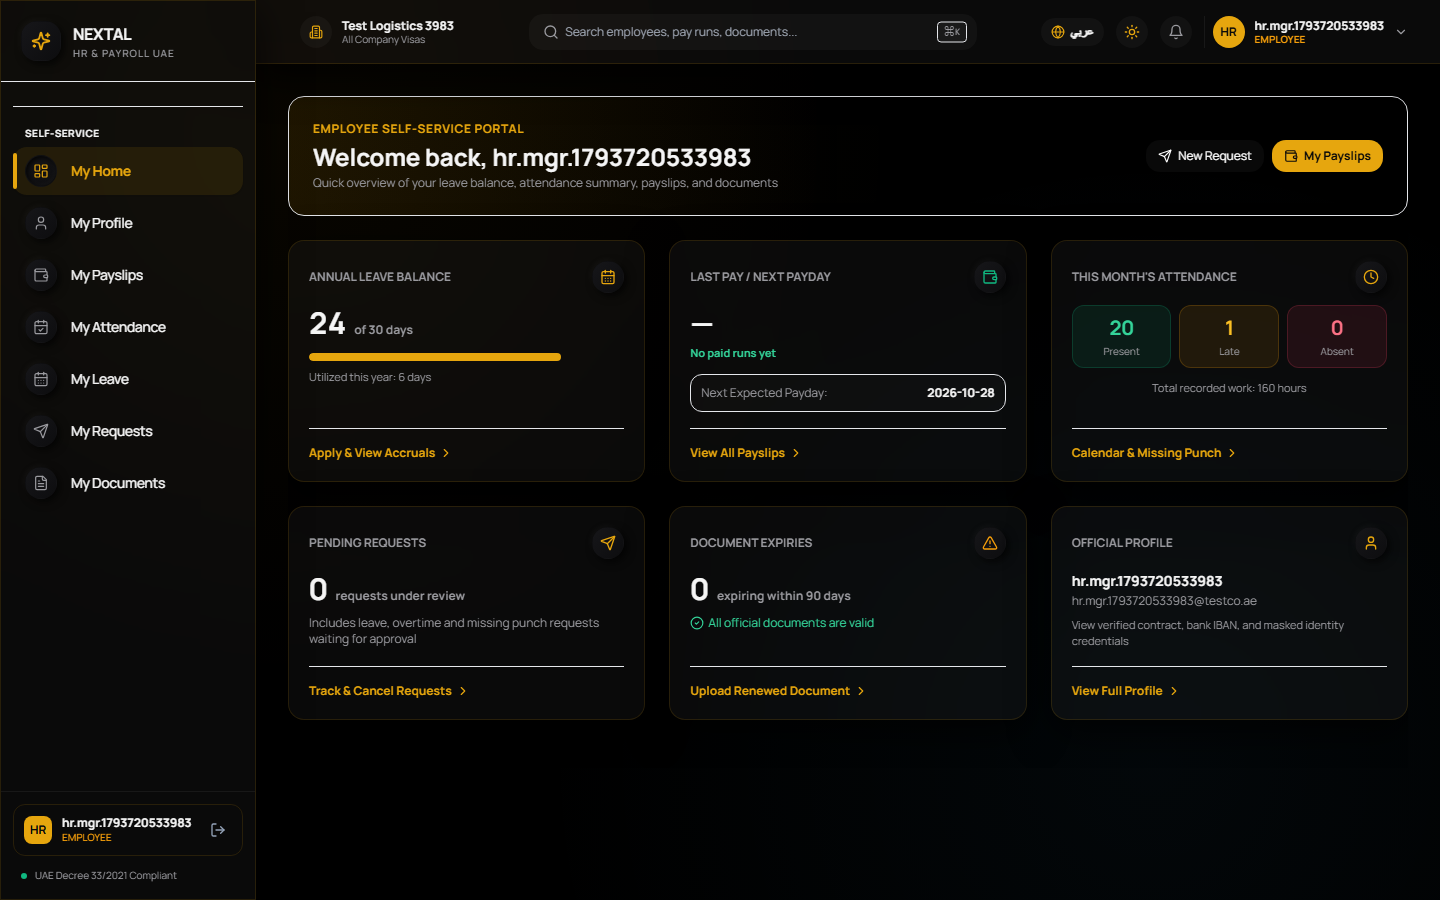 NEXTAL
HR & PAYROLL UAE
SELF-SERVICE
My Home
My Profile
My Payslips
My Attendance
My Leave
My Requests
My Documents
HR
hr.mgr.1793720533983
EMPLOYEE
UAE Decree 33/2021 Compliant
Test Logistics 3983
All Company Visas
Search employees, pay runs, documents...
⌘K
عربي
HR
hr.mgr.1793720533983
EMPLOYEE
EMPLOYEE SELF-SERVICE PORTAL
Welcome back, hr.mgr.1793720533983
Quick overview of your leave balance, attendance summary, payslips, and documents
New Request
My Payslips
ANNUAL LEAVE BALANCE
24 of 30 days
Utilized this year: 6 days
Apply & View Accruals
LAST PAY / NEXT PAYDAY
—
No paid runs yet
Next Expected Payday: 2026-10-28
View All Payslips
THIS MONTH'S ATTENDANCE
20 1 0
Present Late Absent
Total recorded work: 160 hours
Calendar & Missing Punch
PENDING REQUESTS
0 requests under review
Includes leave, overtime and missing punch requests
waiting for approval
Track & Cancel Requests
DOCUMENT EXPIRIES
0 expiring within 90 days
All official documents are valid
Upload Renewed Document
OFFICIAL PROFILE
hr.mgr.1793720533983
hr.mgr.1793720533983@testco.ae
View verified contract, bank IBAN, and masked identity
credentials
View Full Profile